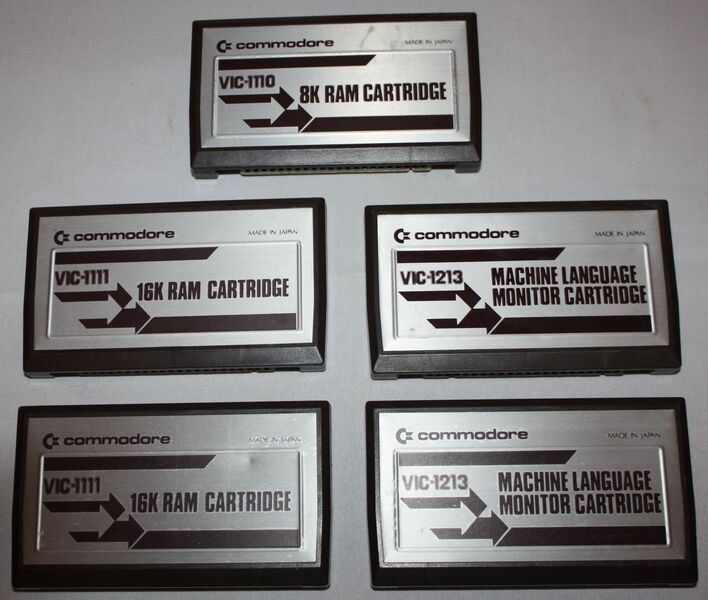 commodore MADE IN JAPAN
VIC-1110
8K RAM CARTRIDGE
commodore MADE IN JAPAN
VIC-1111
16K RAM CARTRIDGE
commodore MADE IN JAPAN
VIC-1213
MACHINE LANGUAGE
MONITOR CARTRIDGE
commodore MADE IN JAPAN
VIC-1111
16K RAM CARTRIDGE
commodore MADE IN JAPAN
VIC-1213
MACHINE LANGUAGE
MONITOR CARTRIDGE